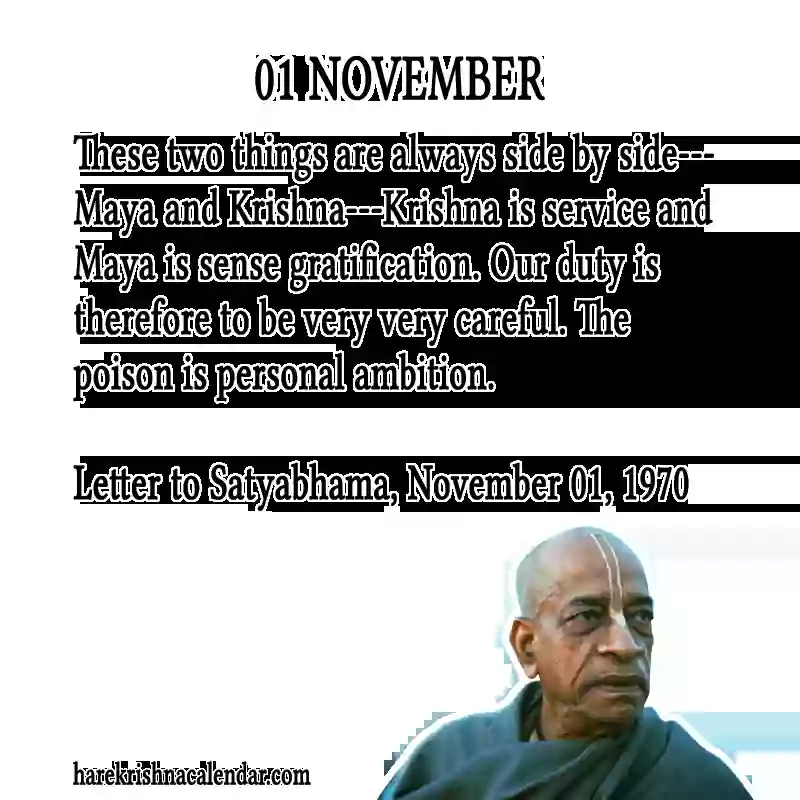 01 NOVEMBER
These two things are always side by side---
Maya and Krishna---Krishna is service and
Maya is sense gratification. Our duty is
therefore to be very very careful. The
poison is personal ambition.
Letter to Satyabhama, November 01, 1970
harekrishnacalendar.com